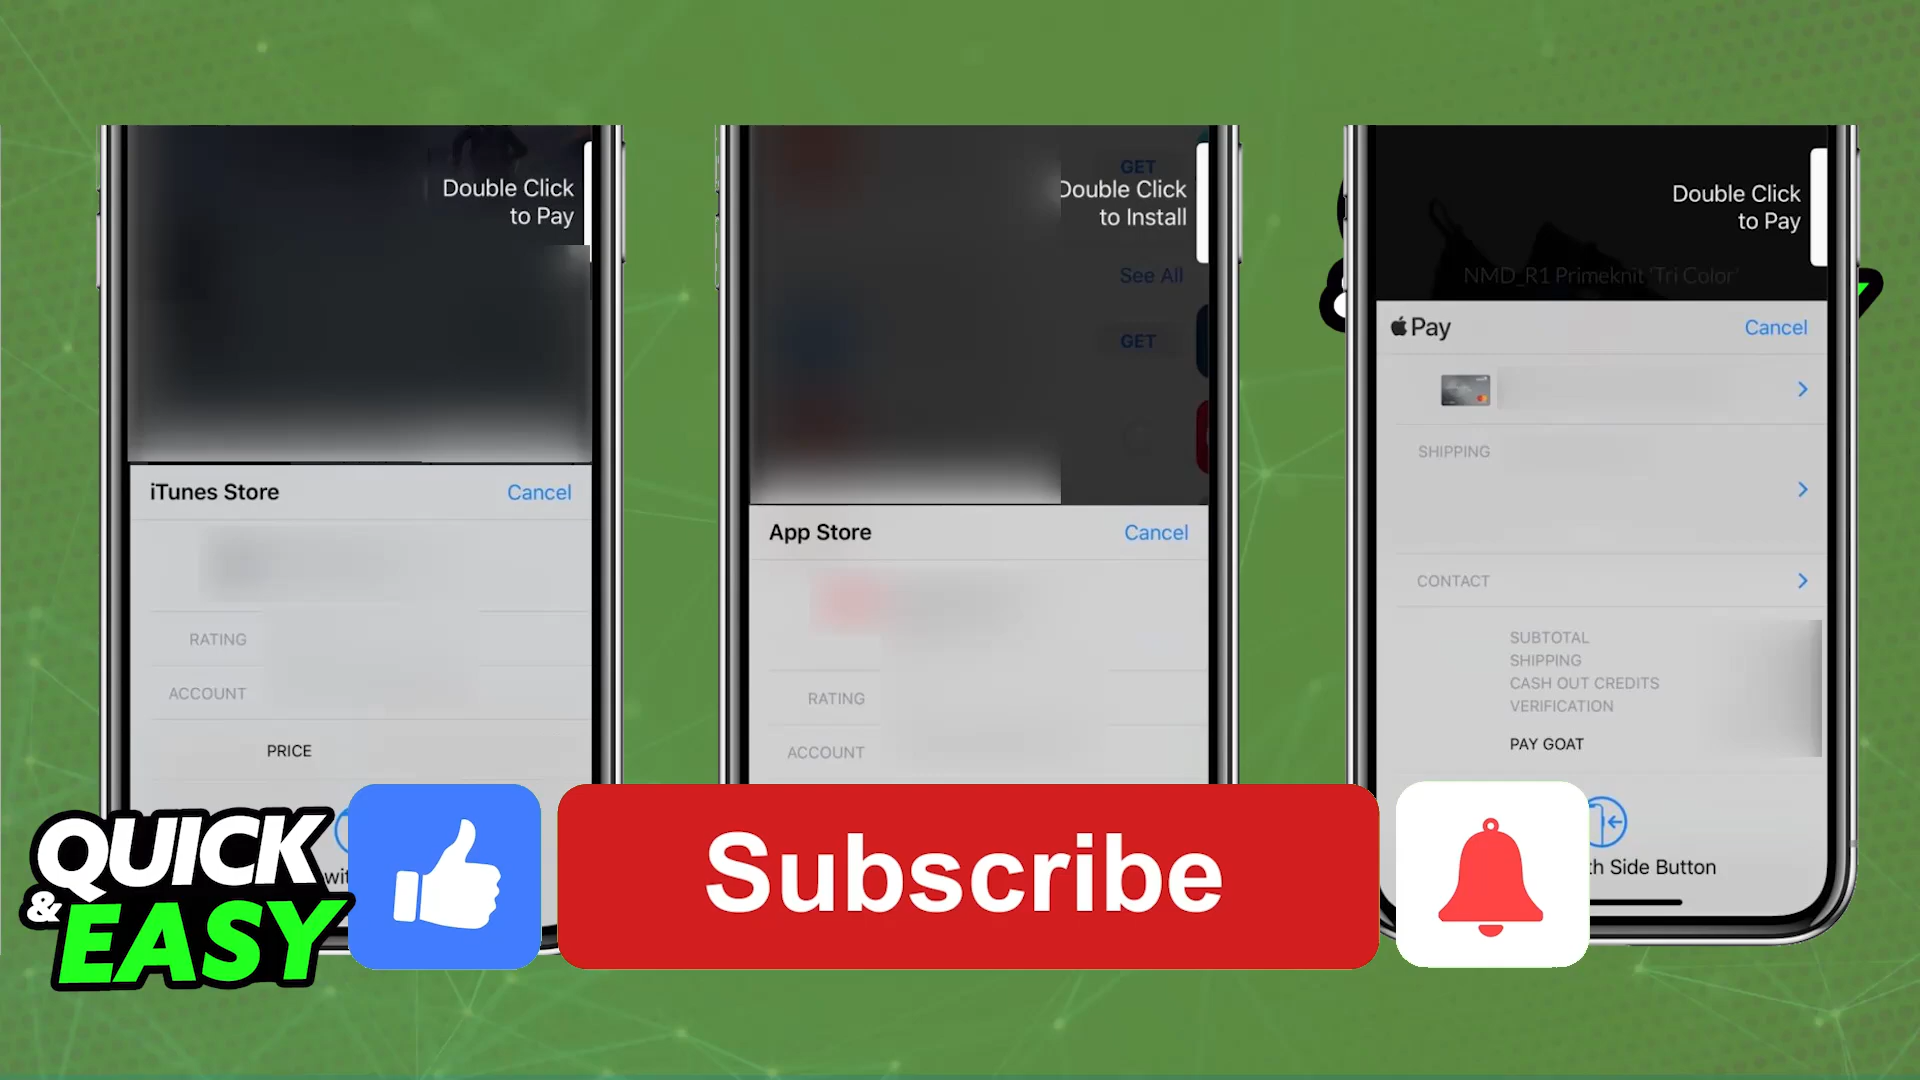 Double Click
to Pay
iTunes Store
Cancel
RATING
ACCOUNT
PRICE
GET
Double Click
to Install
See All
GET
App Store
Cancel
RATING
ACCOUNT
Double Click
to Pay
NMD_R1 Primeknit 'Tri Color'
Pay
Cancel
SHIPPING
CONTACT
SUBTOTAL
SHIPPING
CASH OUT CREDITS
VERIFICATION
PAY GOAT
Side Button
QUICK
&
EASY
Subscribe